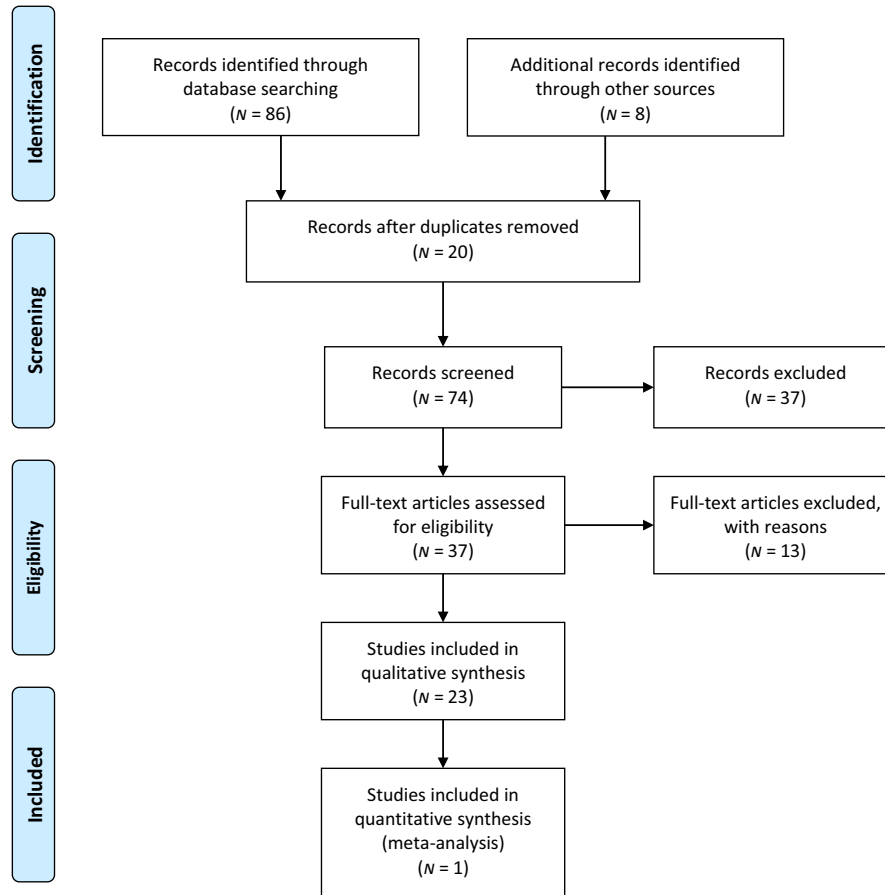 Identification
Records identified through
database searching
(N = 86)
Additional records identified
through other sources
(N = 8)
Records after duplicates removed
(N = 20)
Screening
Records screened
(N = 74)
Records excluded
(N = 37)
Eligibility
Full-text articles assessed
for eligibility
(N = 37)
Full-text articles excluded,
with reasons
(N = 13)
Studies included in
qualitative synthesis
(N = 23)
Included
Studies included in
quantitative synthesis
(meta-analysis)
(N = 1)